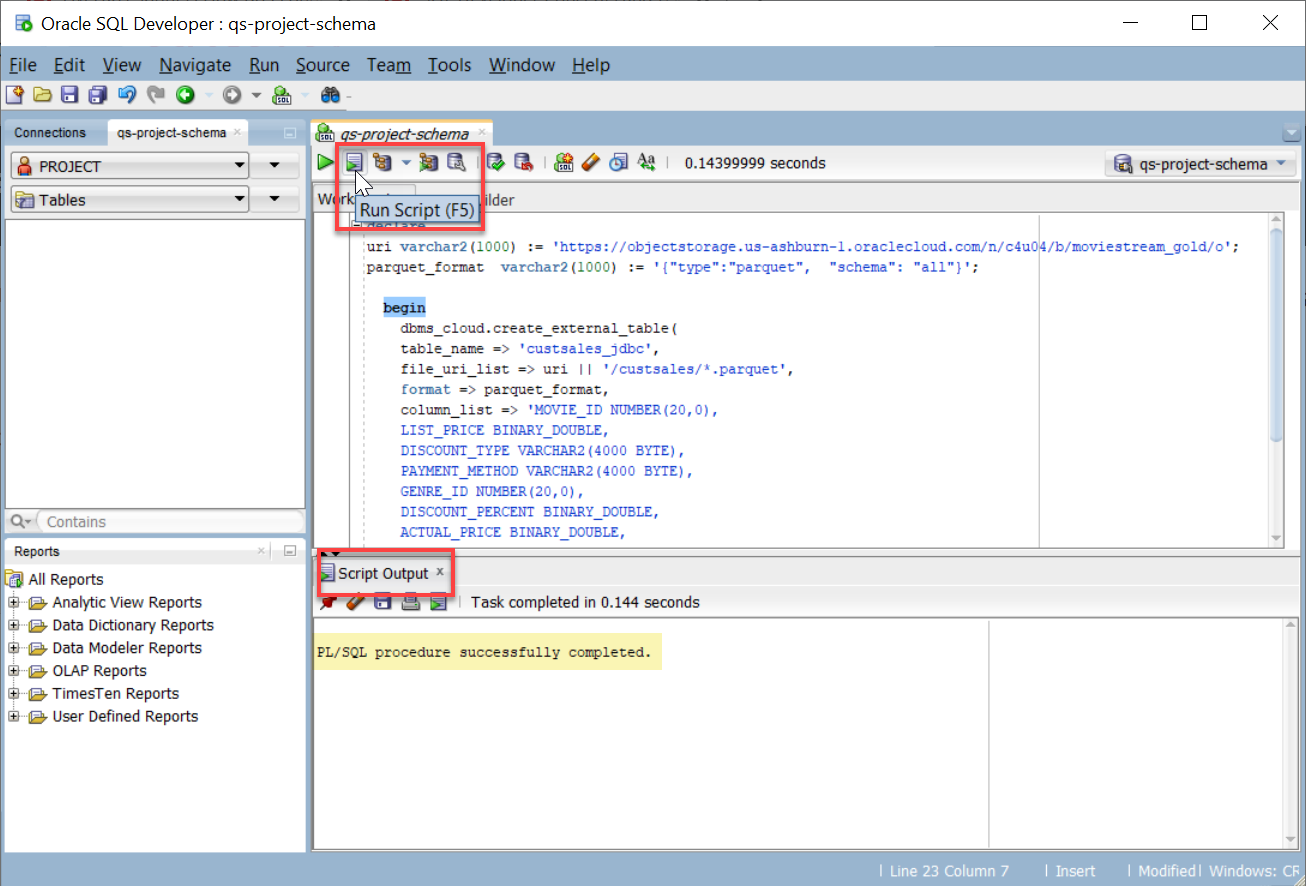 Oracle SQL Developer : qs-project-schema
File Edit View Navigate Run Source Team Tools Window Help
Connections
qs-project-schema
PROJECT
Tables
Contains
Reports
All Reports
Analytic View Reports
Data Dictionary Reports
Data Modeler Reports
OLAP Reports
TimesTen Reports
User Defined Reports
qs-project-schema
0.14399999 seconds
qs-project-schema
Run Script (F5)
declare
uri varchar2(1000) := 'https://objectstorage.us-ashburn-1.oraclecloud.com/n/c4u04/b/moviestream_gold/o';
parquet_format  varchar2(1000) := '{"type":"parquet",  "schema": "all"}';
begin
dbms_cloud.create_external_table(
table_name => 'custsales_jdbc',
file_uri_list => uri || '/custsales/*.parquet',
format => parquet_format,
column_list => 'MOVIE_ID NUMBER(20,0),
LIST_PRICE BINARY_DOUBLE,
DISCOUNT_TYPE VARCHAR2(4000 BYTE),
PAYMENT_METHOD VARCHAR2(4000 BYTE),
GENRE_ID NUMBER(20,0),
DISCOUNT_PERCENT BINARY_DOUBLE,
ACTUAL_PRICE BINARY_DOUBLE,
Script Output
Task completed in 0.144 seconds
PL/SQL procedure successfully completed.
Line 23 Column 7 | Insert | Modified | Windows: CR